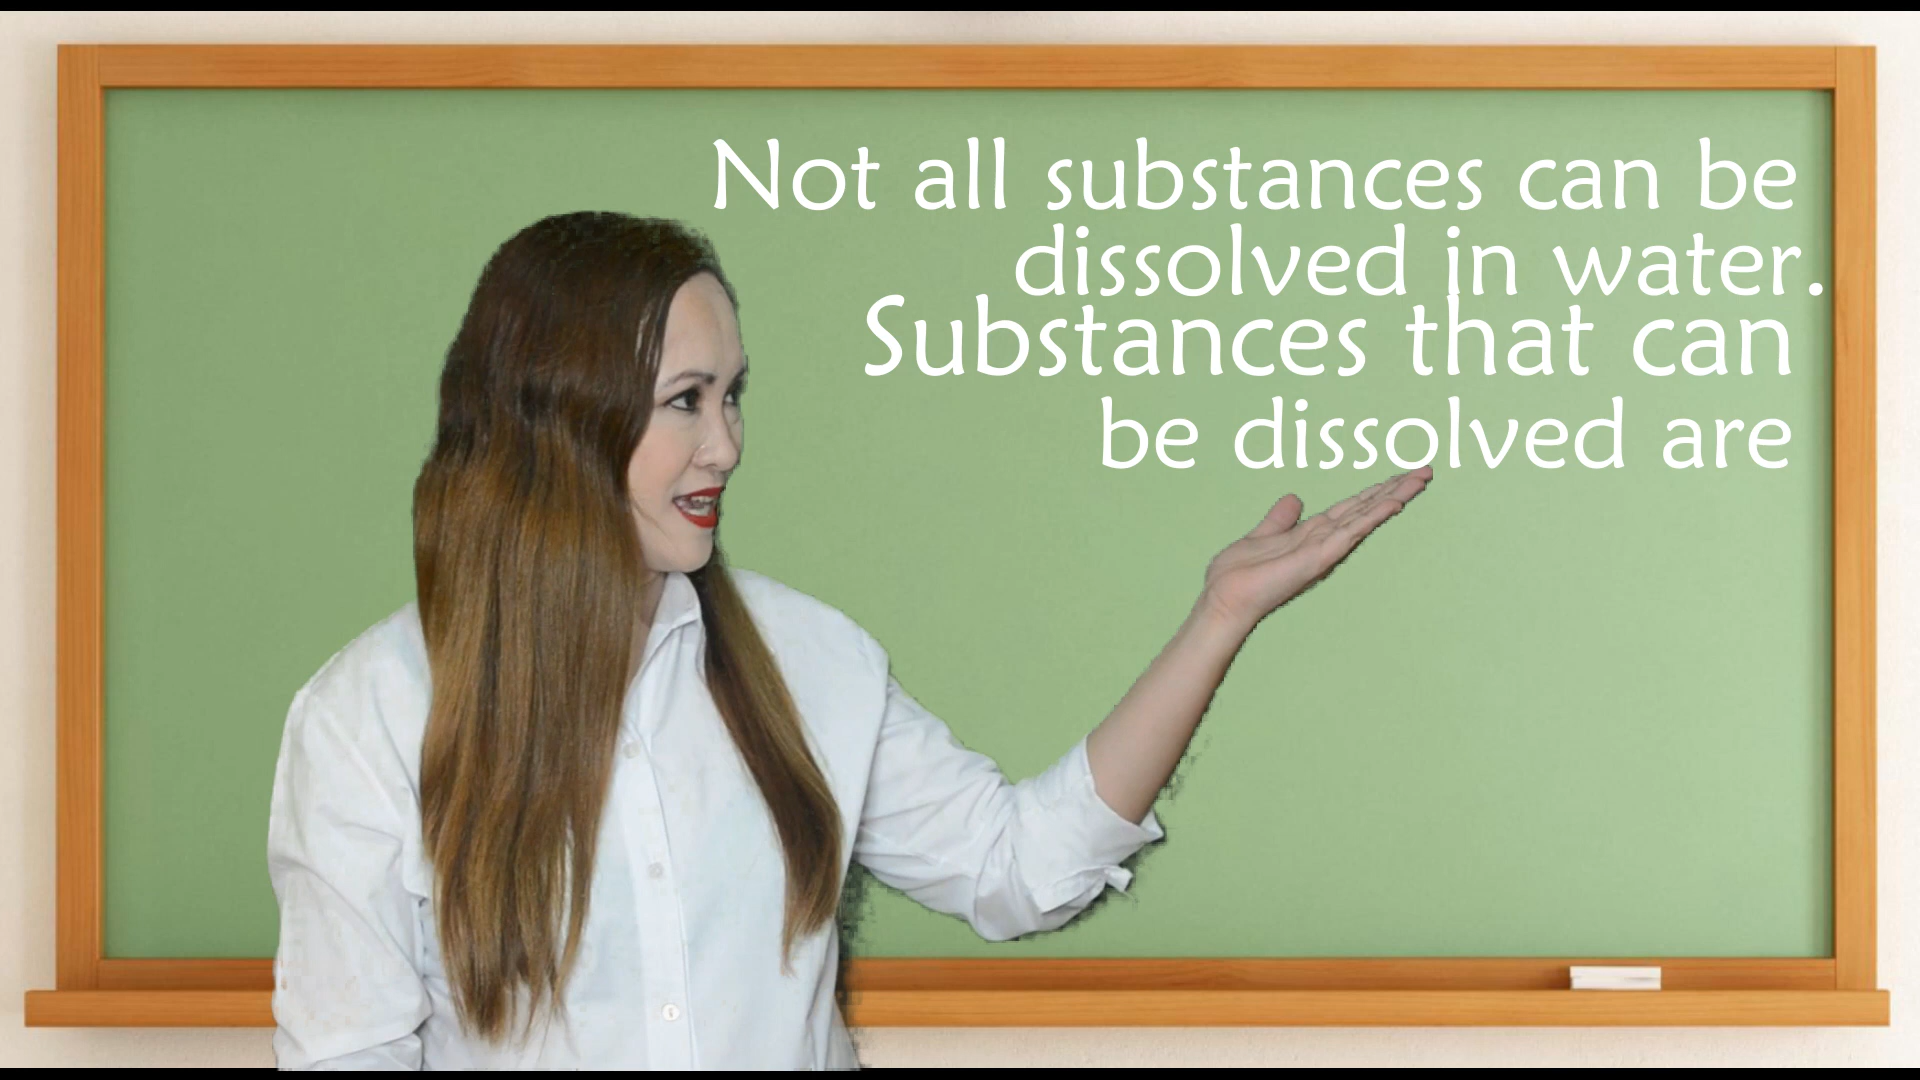 Not all substances can be
dissolved in water.
Substances that can
be dissolved are